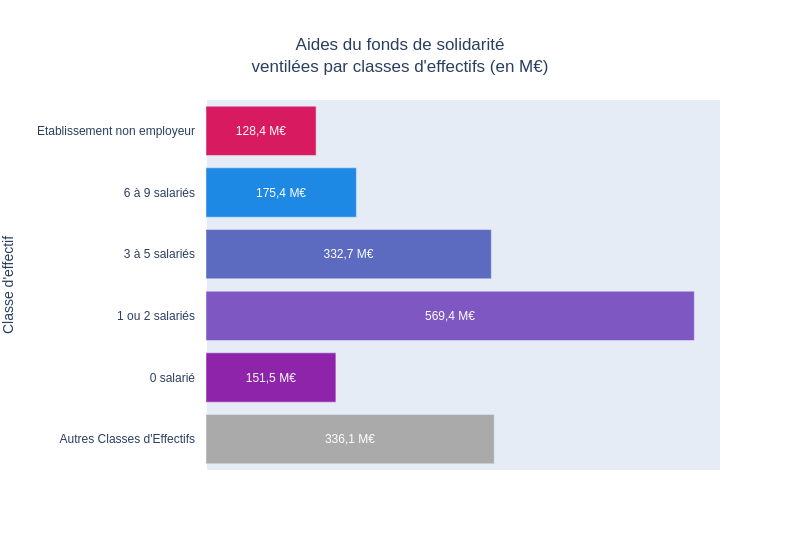 Aides du fonds de solidarité
ventilées par classes d'effectifs (en M€)
Classe d'effectif
Etablissement non employeur
128,4 M€
6 à 9 salariés
175,4 M€
3 à 5 salariés
332,7 M€
1 ou 2 salariés
569,4 M€
0 salarié
151,5 M€
Autres Classes d'Effectifs
336,1 M€